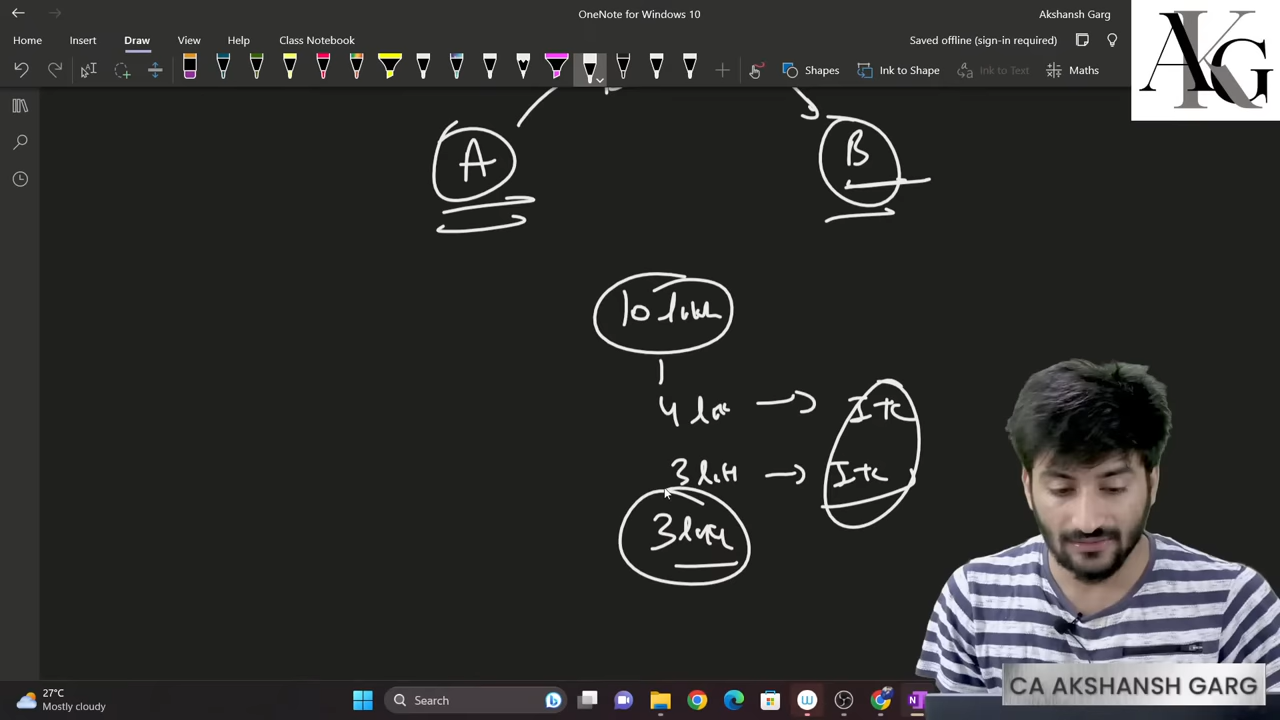 OneNote for Windows 10
Akshansh Garg
Home Insert Draw View Help Class Notebook
Saved offline (sign-in required)
Shapes Ink to Shape Ink to Text Maths
AKG
A
B
10 lakh
4 lak → Itc
3 lakh → Itc
3 lakh
CA AKSHANSH GARG
27°C
Mostly cloudy
Search